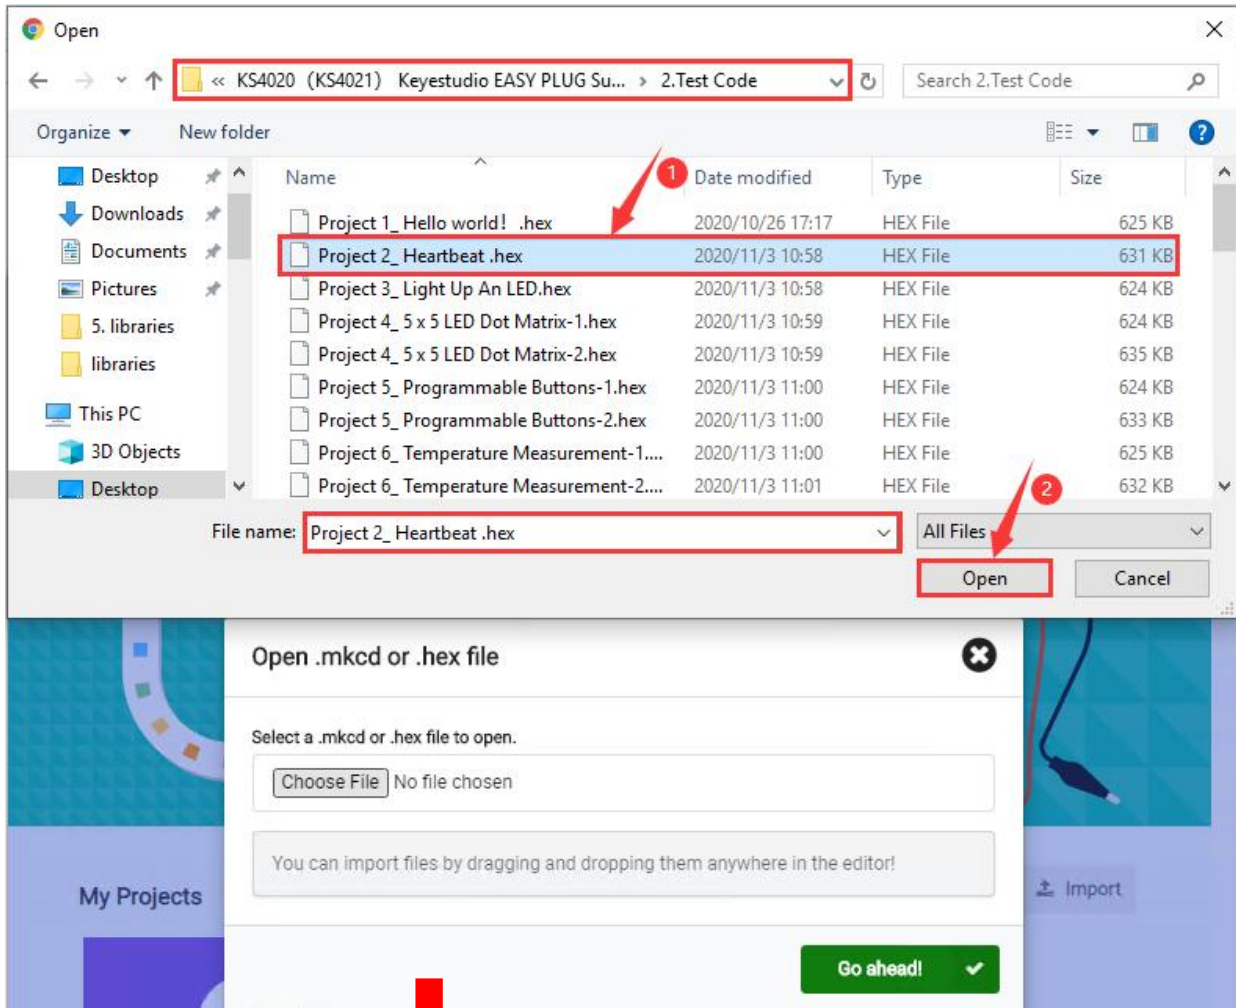 Open
« KS4020 (KS4021) Keyestudio EASY PLUG Su... › 2.Test Code
Search 2.Test Code
Organize New folder
?
Desktop
Downloads
Documents
Pictures
5. libraries
libraries
This PC
3D Objects
Desktop
1
Name Date modified Type Size
Project 1_ Hello world！ .hex 2020/10/26 17:17 HEX File 625 KB
Project 2_ Heartbeat .hex 2020/11/3 10:58 HEX File 631 KB
Project 3_ Light Up An LED.hex 2020/11/3 10:58 HEX File 624 KB
Project 4_ 5 x 5 LED Dot Matrix-1.hex 2020/11/3 10:59 HEX File 624 KB
Project 4_ 5 x 5 LED Dot Matrix-2.hex 2020/11/3 10:59 HEX File 635 KB
Project 5_ Programmable Buttons-1.hex 2020/11/3 11:00 HEX File 624 KB
Project 5_ Programmable Buttons-2.hex 2020/11/3 11:00 HEX File 633 KB
Project 6_ Temperature Measurement-1.... 2020/11/3 11:00 HEX File 625 KB
Project 6_ Temperature Measurement-2.... 2020/11/3 11:01 HEX File 632 KB
2
File name: Project 2_ Heartbeat .hex All Files
Open Cancel
Open .mkcd or .hex file
Select a .mkcd or .hex file to open.
Choose File No file chosen
You can import files by dragging and dropping them anywhere in the editor!
My Projects
Import
Go ahead!